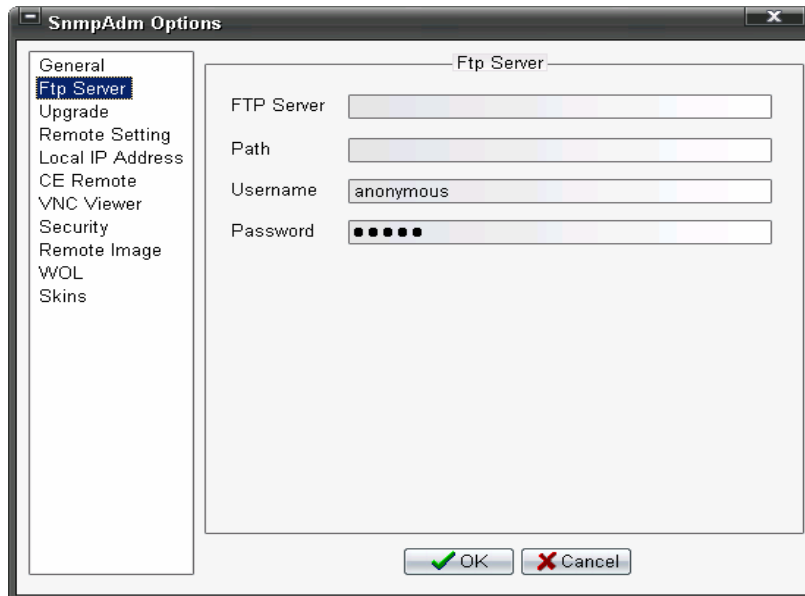 SnmpAdm Options
General
Ftp Server
Upgrade
Remote Setting
Local IP Address
CE Remote
VNC Viewer
Security
Remote Image
WOL
Skins
Ftp Server
FTP Server
Path
Username anonymous
Password ●●●●●
OK Cancel